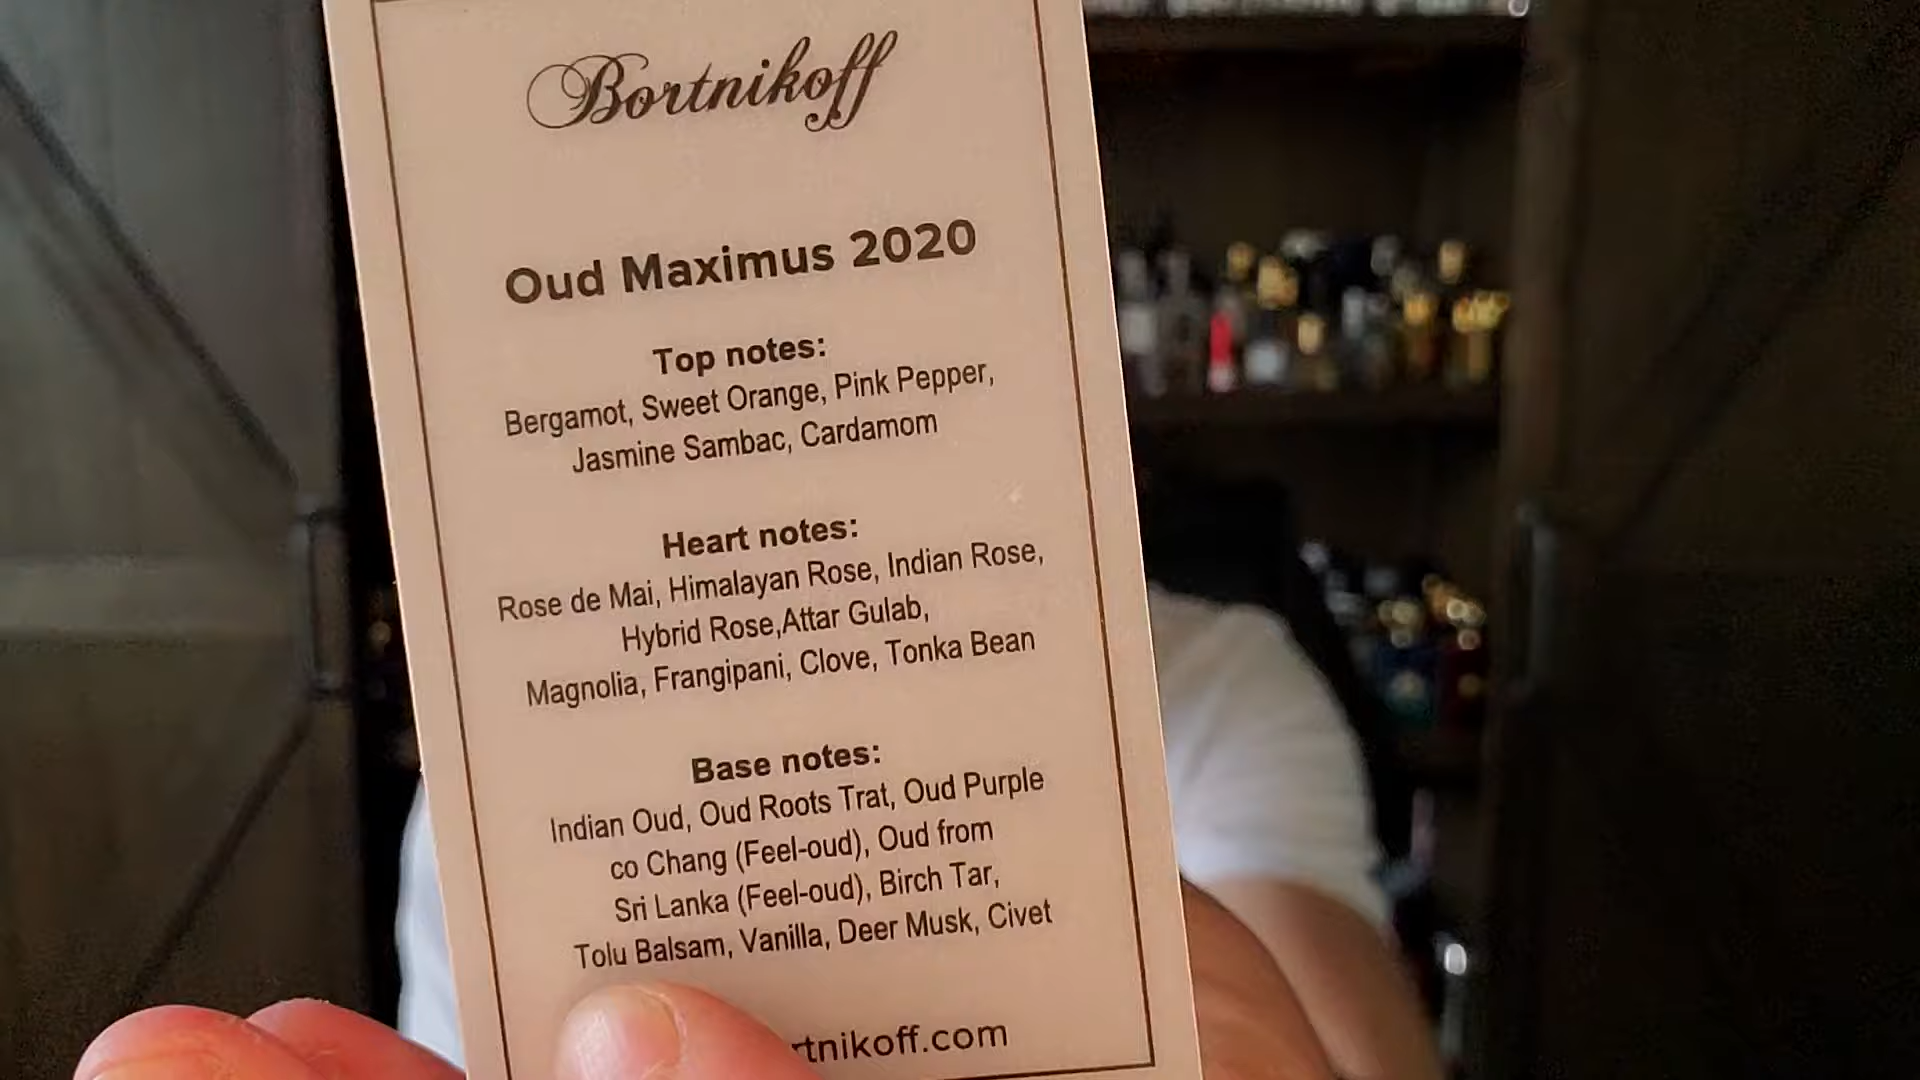 Bortnikoff
Oud Maximus 2020
Top notes:
Bergamot, Sweet Orange, Pink Pepper,
Jasmine Sambac, Cardamom
Heart notes:
Rose de Mai, Himalayan Rose, Indian Rose,
Hybrid Rose,Attar Gulab,
Magnolia, Frangipani, Clove, Tonka Bean
Base notes:
Indian Oud, Oud Roots Trat, Oud Purple
co Chang (Feel-oud), Oud from
Sri Lanka (Feel-oud), Birch Tar,
Tolu Balsam, Vanilla, Deer Musk, Civet
rtnikoff.com